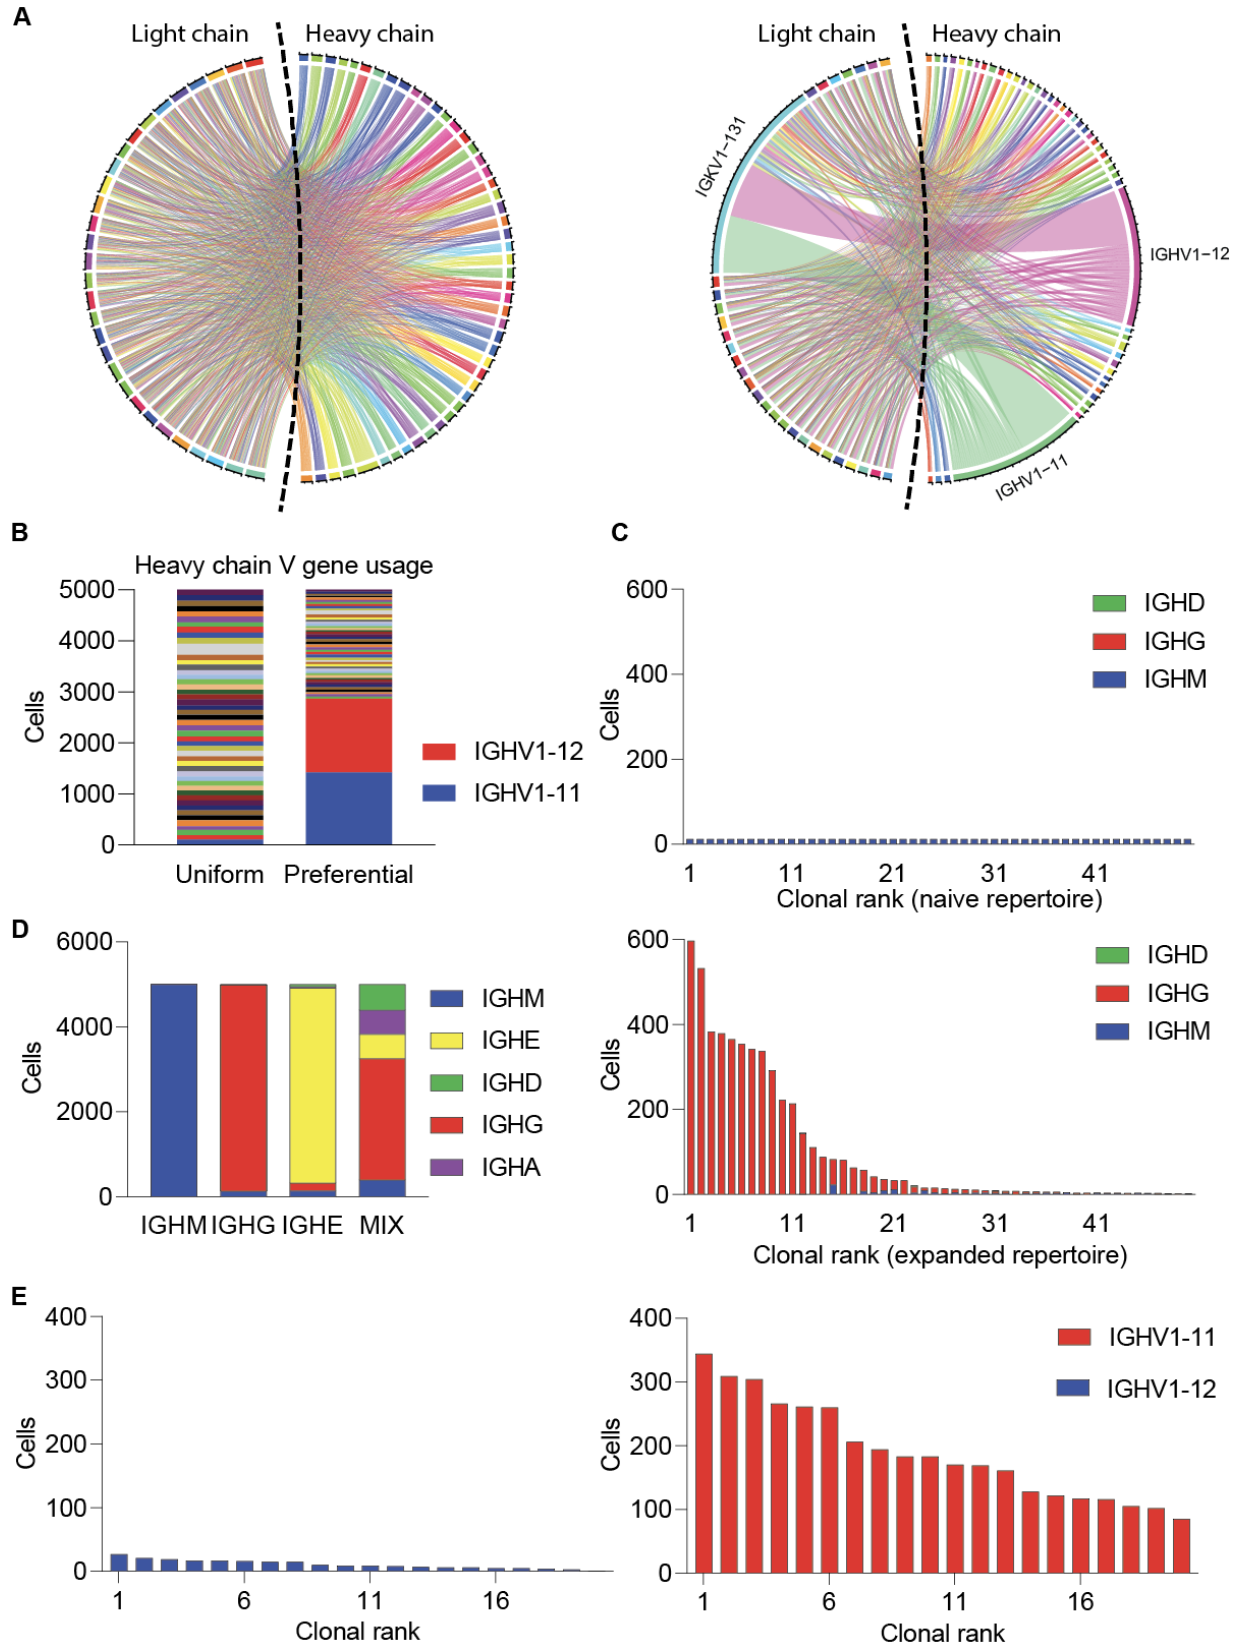 A
Light chain
Heavy chain
Light chain
Heavy chain
IGKV1-131
IGHV1-12
IGHV1-11
B
Heavy chain V gene usage
5000
4000
3000
2000
1000
0
Cells
Uniform
Preferential
IGHV1-12
IGHV1-11
C
600
400
200
0
Cells
IGHD
IGHG
IGHM
1 11 21 31 41
Clonal rank (naive repertoire)
D
6000
4000
2000
0
Cells
IGHM IGHG IGHE MIX
IGHM
IGHE
IGHD
IGHG
IGHA
600
400
200
0
Cells
IGHD
IGHG
IGHM
1 11 21 31 41
Clonal rank (expanded repertoire)
E
400
300
200
100
0
Cells
1 6 11 16
Clonal rank
400
300
200
100
0
Cells
IGHV1-11
IGHV1-12
1 6 11 16
Clonal rank